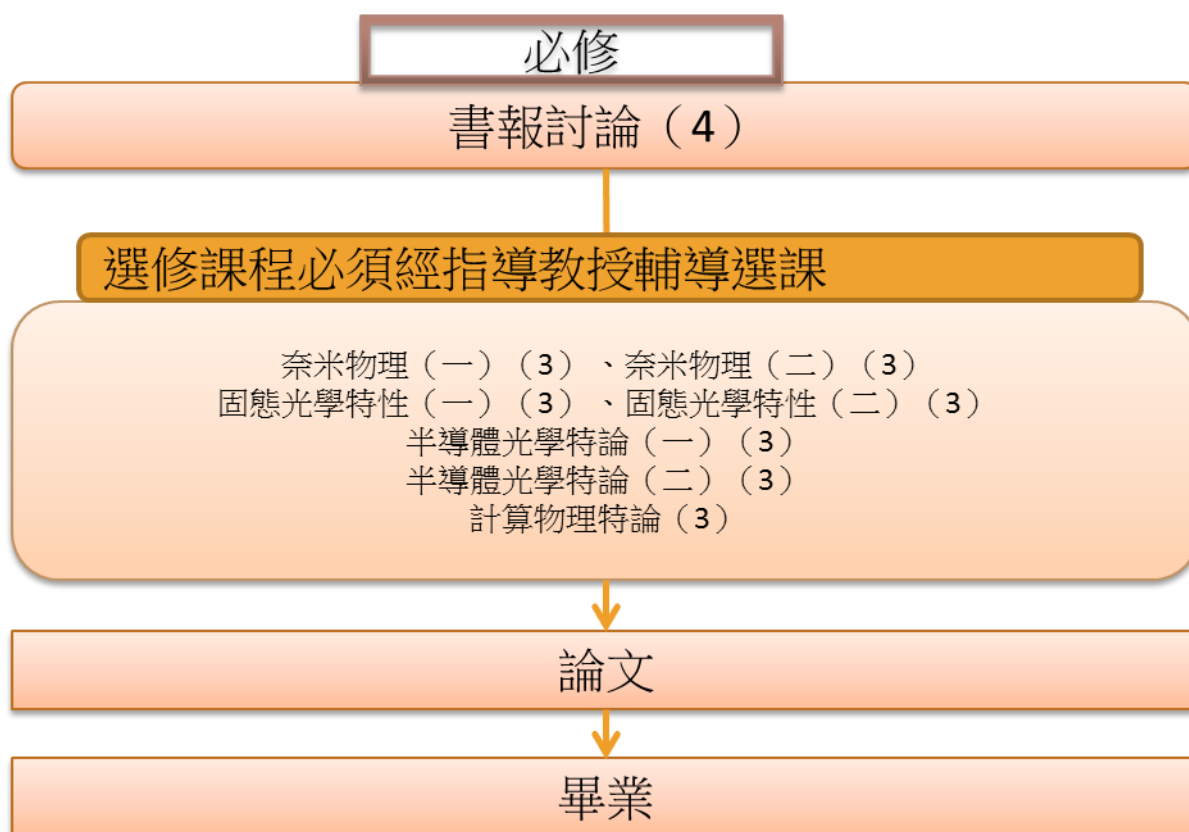 必修
書報討論（4）
選修課程必須經指導教授輔導選課
奈米物理（一）（3）、奈米物理（二）（3）
固態光學特性（一）（3）、固態光學特性（二）（3）
半導體光學特論（一）（3）
半導體光學特論（二）（3）
計算物理特論（3）
論文
畢業